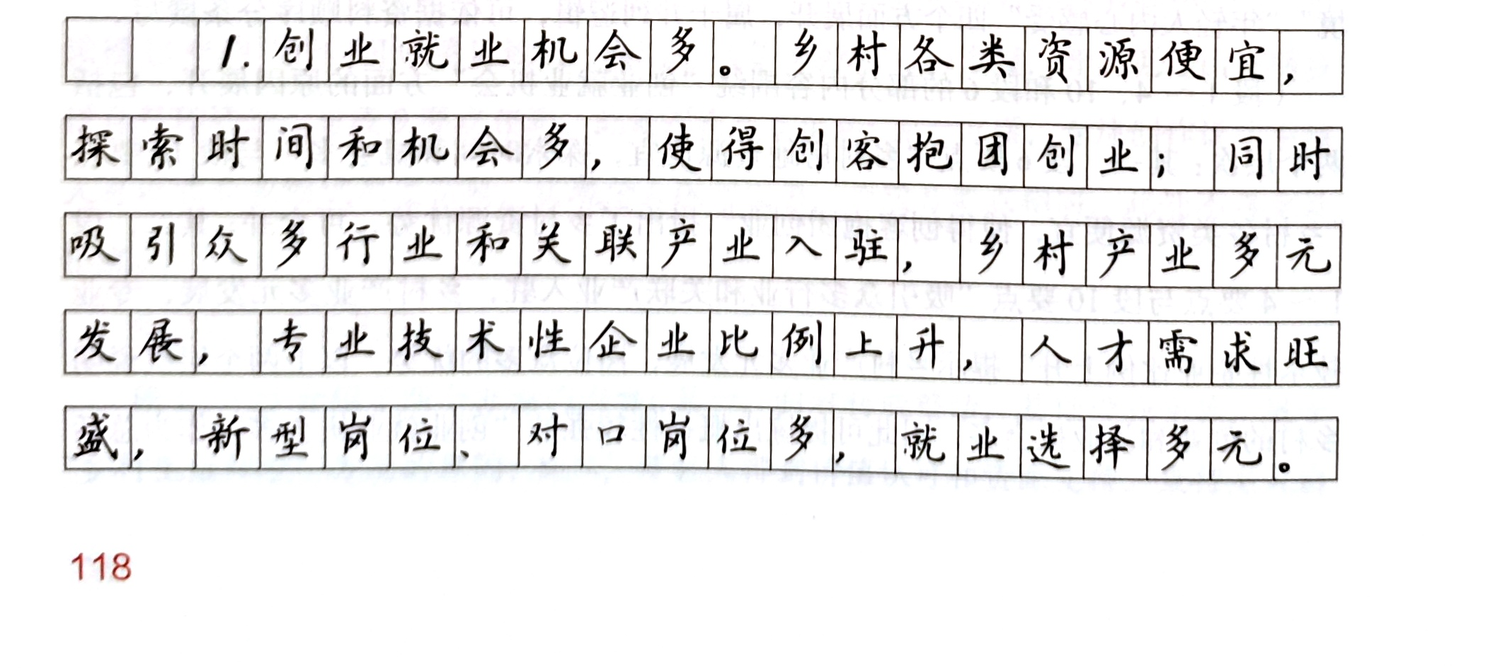 1.创业就业机会多。乡村各类资源便宜,
探索时间和机会多,使得创客抱团创业;同时
吸引众多行业和关联产业入驻,乡村产业多元
发展,专业技术性企业比例上升,人才需求旺
盛,新型岗位、对口岗位多,就业选择多元。
118